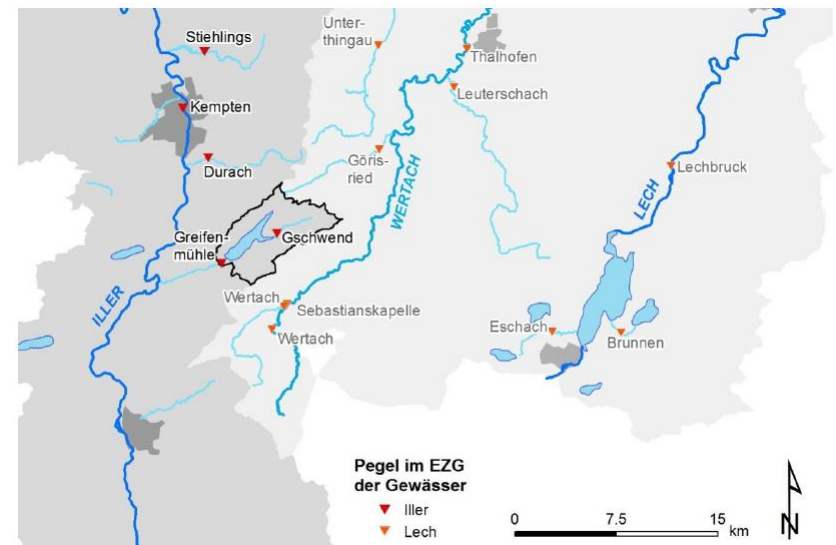 Stiehlings
Unter-
thingau
Thalhofen
Kempten
Leuterschach
Durach
Göris-
ried
WERTACH
Lechbruck
LECH
Greifen-
mühle
Gschwend
ILLER
Wertach
Sebastianskapelle
Wertach
Eschach
Brunnen
Pegel im EZG
der Gewässer
Iller
Lech
0 7.5 15
km
N